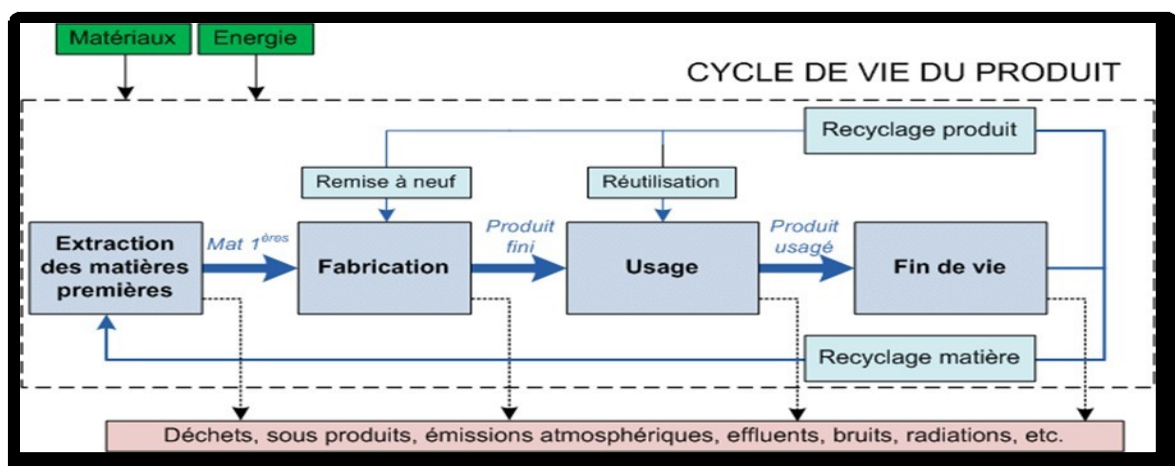 Matériaux
Energie
CYCLE DE VIE DU PRODUIT
Recyclage produit
Remise à neuf
Réutilisation
Extraction
des matières
premières
Mat 1ères
Fabrication
Produit
fini
Usage
Produit
usagé
Fin de vie
Recyclage matière
Déchets, sous produits, émissions atmosphériques, effluents, bruits, radiations, etc.